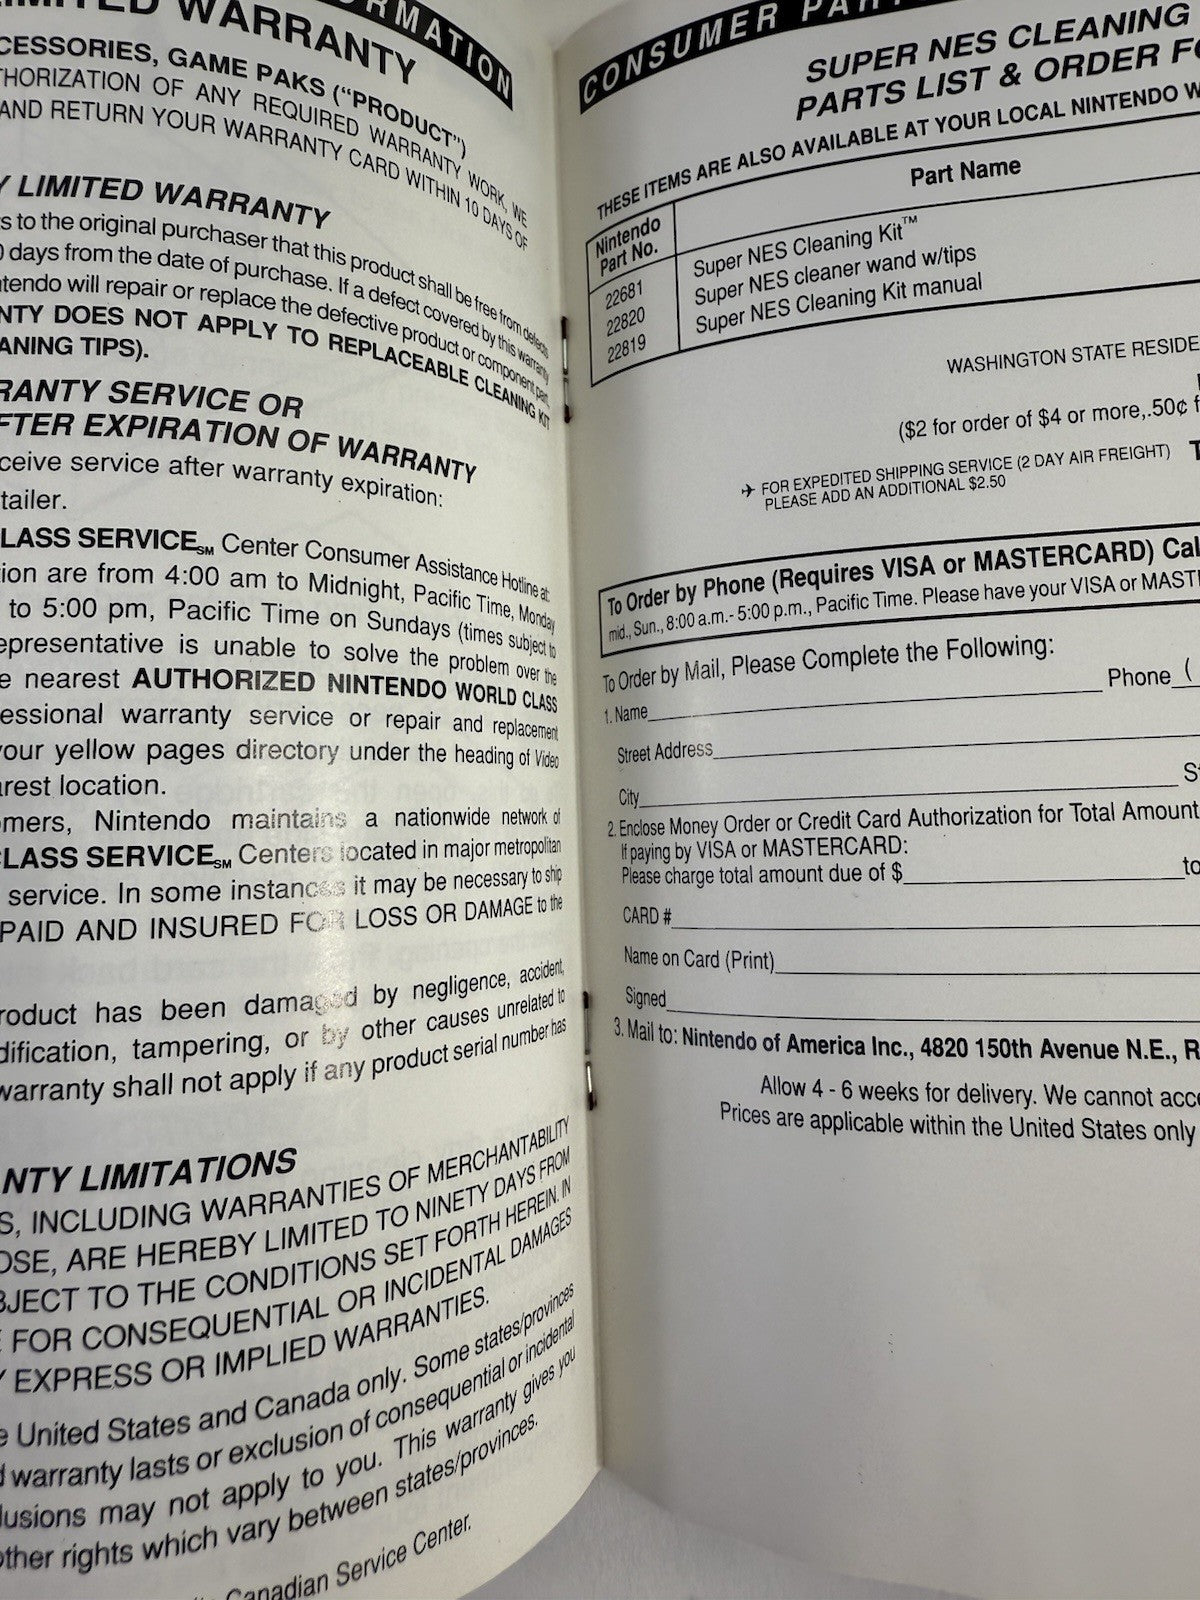 FORMATION
LIMITED WARRANTY
CESSORIES, GAME PAKS (“PRODUCT”)
THORIZATION OF ANY REQUIRED WARRANTY WORK, WE
AND RETURN YOUR WARRANTY CARD WITHIN 10 DAYS OF
Y LIMITED WARRANTY
s to the original purchaser that this product shall be free from defects
0 days from the date of purchase. If a defect covered by this warranty
ntendo will repair or replace the defective product or component part,
NTY DOES NOT APPLY TO REPLACEABLE CLEANING KIT
ANING TIPS).
RANTY SERVICE OR
FTER EXPIRATION OF WARRANTY
ceive service after warranty expiration:
tailer.
LASS SERVICE SM Center Consumer Assistance Hotline at:
tion are from 4:00 am to Midnight, Pacific Time, Monday
to 5:00 pm, Pacific Time on Sundays (times subject to
epresentative is unable to solve the problem over the
e nearest AUTHORIZED NINTENDO WORLD CLASS
essional warranty service or repair and replacement
your yellow pages directory under the heading of Video
arest location.
omers, Nintendo maintains a nationwide network of
CLASS SERVICE SM Centers located in major metropolitan
service. In some instances it may be necessary to ship
PAID AND INSURED FOR LOSS OR DAMAGE to the
roduct has been damaged by negligence, accident,
dification, tampering, or by other causes unrelated to
warranty shall not apply if any product serial number has
NTY LIMITATIONS
S, INCLUDING WARRANTIES OF MERCHANTABILITY
OSE, ARE HEREBY LIMITED TO NINETY DAYS FROM
BJECT TO THE CONDITIONS SET FORTH HEREIN. IN
E FOR CONSEQUENTIAL OR INCIDENTAL DAMAGES
Y EXPRESS OR IMPLIED WARRANTIES.
e United States and Canada only. Some states/provinces
d warranty lasts or exclusion of consequential or incidental
lusions may not apply to you. This warranty gives you
other rights which vary between states/provinces.
Canadian Service Center.
CONSUMER PAR
SUPER NES CLEANING
PARTS LIST & ORDER FO
THESE ITEMS ARE ALSO AVAILABLE AT YOUR LOCAL NINTENDO W
Nintendo Part No. Part Name
22681 Super NES Cleaning Kit™
22820 Super NES cleaner wand w/tips
22819 Super NES Cleaning Kit manual
WASHINGTON STATE RESIDE
($2 for order of $4 or more,.50¢ f
✈ FOR EXPEDITED SHIPPING SERVICE (2 DAY AIR FREIGHT) T
PLEASE ADD AN ADDITIONAL $2.50
To Order by Phone (Requires VISA or MASTERCARD) Cal
mid., Sun., 8:00 a.m.- 5:00 p.m., Pacific Time. Please have your VISA or MAST
To Order by Mail, Please Complete the Following:
1. Name Phone (
Street Address
City St
2. Enclose Money Order or Credit Card Authorization for Total Amount
If paying by VISA or MASTERCARD:
Please charge total amount due of $ to
CARD #
Name on Card (Print)
Signed
3. Mail to: Nintendo of America Inc., 4820 150th Avenue N.E., R
Allow 4 - 6 weeks for delivery. We cannot acce
Prices are applicable within the United States only